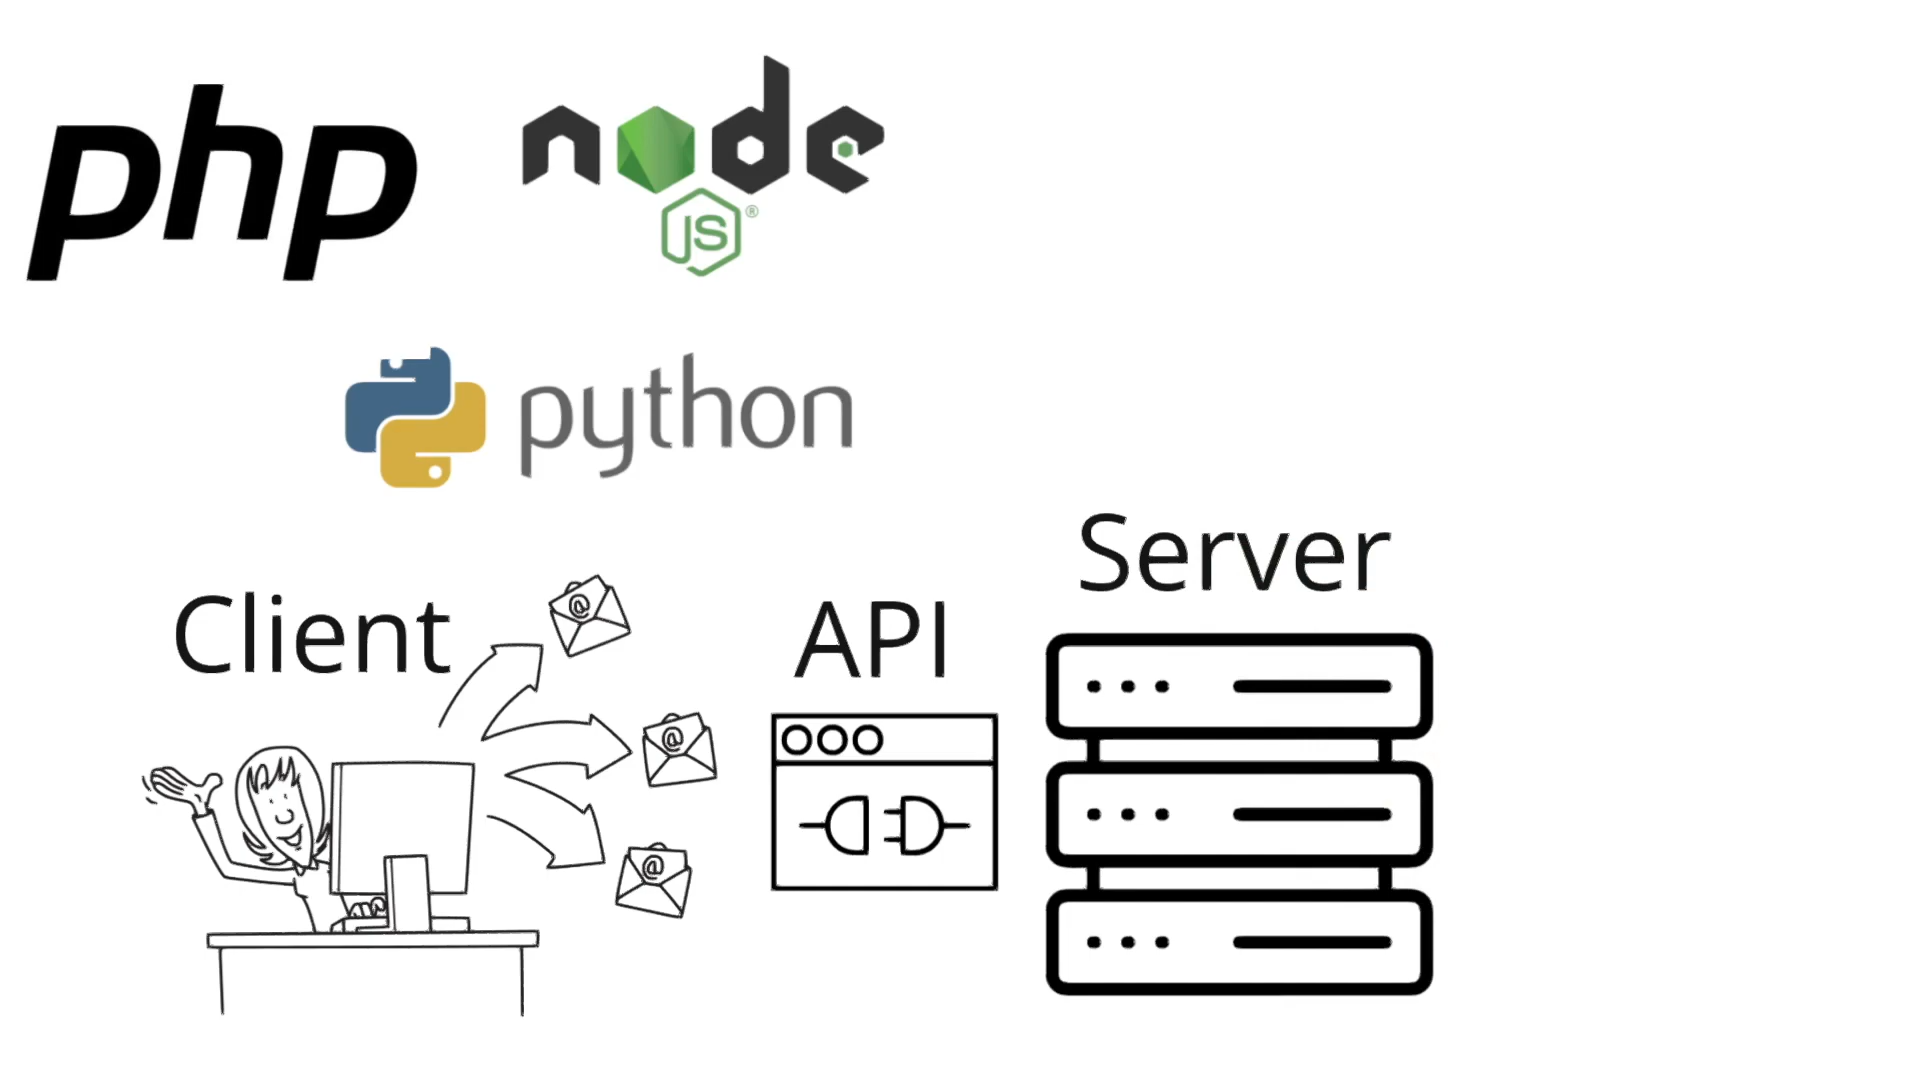 php
node
JS®
python
Server
Client
API
@
@
@